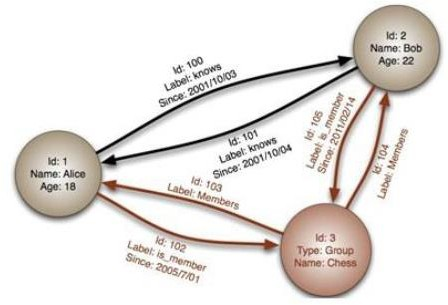 Id: 2
Name: Bob
Age: 22
Id: 100
Label: knows
Since: 2001/10/03
Id: 101
Label: knows
Since: 2001/10/04
Id: 105
Label: is_member
Since: 2011/02/14
Id: 104
Label: Members
Id: 1
Name: Alice
Age: 18
Id: 103
Label: Members
Id: 102
Label: is_member
Since: 2005/7/01
Id: 3
Type: Group
Name: Chess